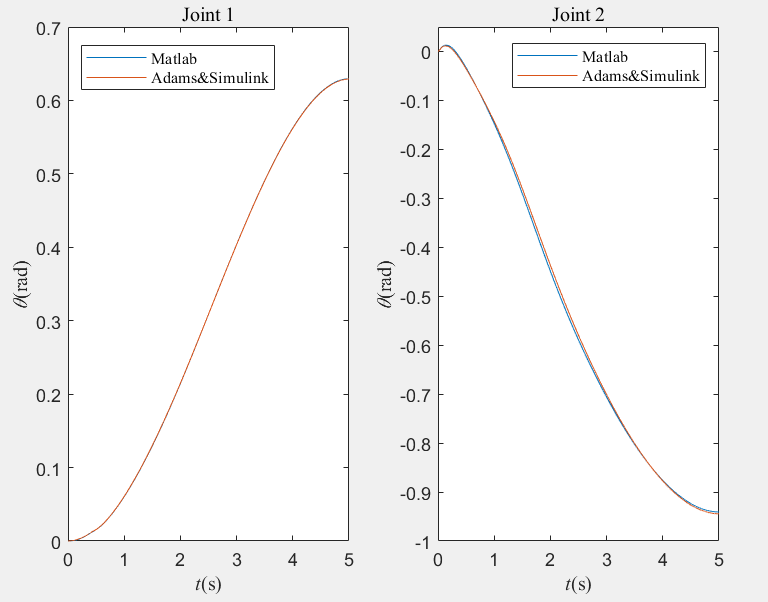 Joint 1
Matlab
Adams&Simulink
0.7
0.6
0.5
0.4
0.3
0.2
0.1
0
θ(rad)
0 1 2 3 4 5
t(s)
Joint 2
Matlab
Adams&Simulink
0
-0.1
-0.2
-0.3
-0.4
-0.5
-0.6
-0.7
-0.8
-0.9
-1
θ(rad)
0 1 2 3 4 5
t(s)